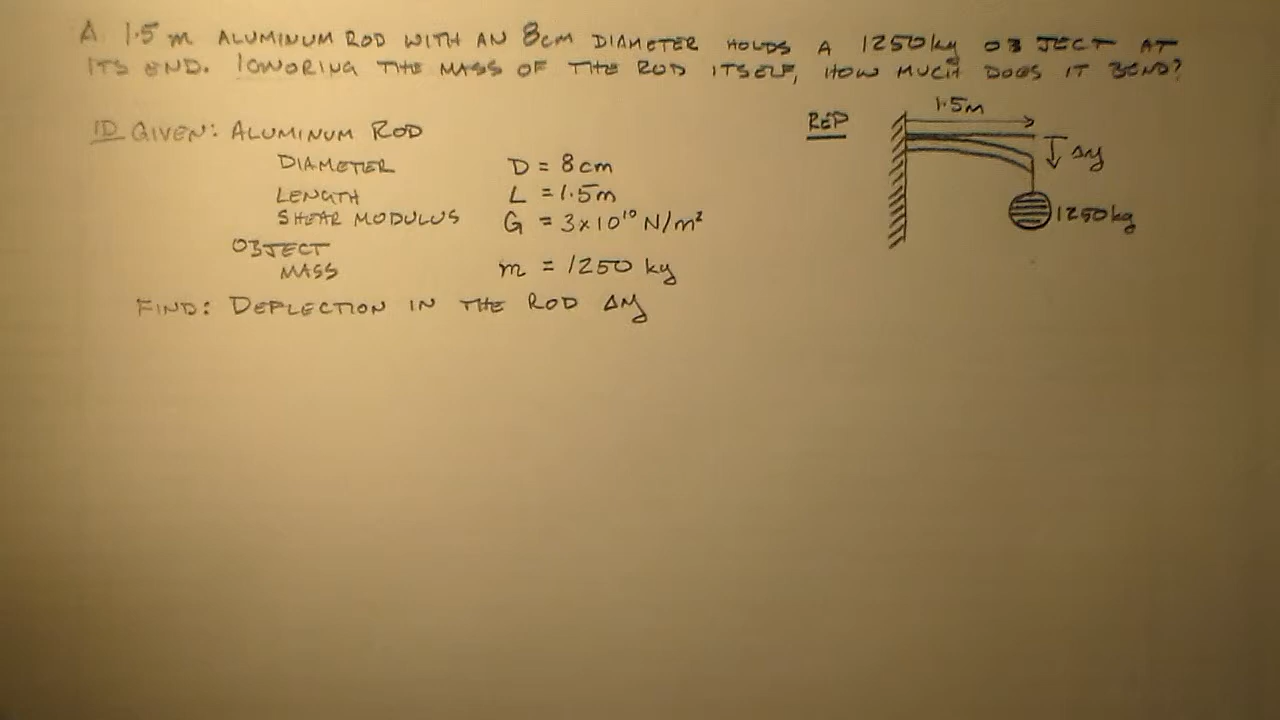 A 1.5 m ALUMINUM ROD WITH AN 8cm DIAMETER HOLDS A 1250kg OBJECT AT
ITS END. IGNORING THE MASS OF THE ROD ITSELF, HOW MUCH DOES IT BEND?
ID GIVEN: ALUMINUM ROD
DIAMETER D = 8cm
LENGTH L = 1.5m
SHEAR MODULUS G = 3x10¹⁰ N/m²
OBJECT
MASS m = 1250 kg
FIND: DEFLECTION IN THE ROD Δy
REP
1.5m
Δy
1250kg